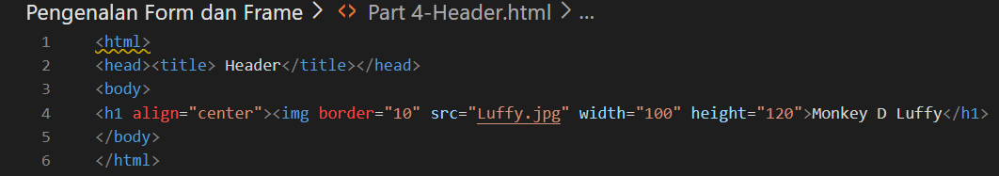 Pengenalan Form dan Frame > <> Part 4-Header.html > ...
1 <html>
2 <head><title> Header</title></head>
3 <body>
4 <h1 align="center"><img border="10" src="Luffy.jpg" width="100" height="120">Monkey D Luffy</h1>
5 </body>
6 </html>